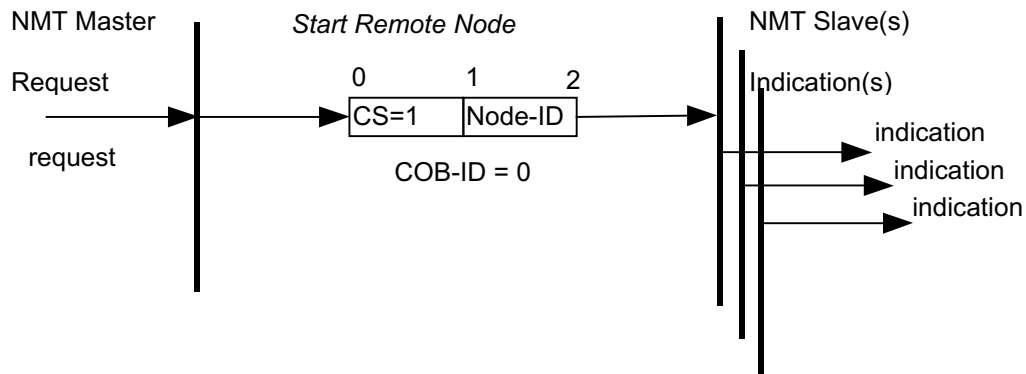 NMT Master
Start Remote Node
NMT Slave(s)
Request
0 1 2
Indication(s)
CS=1 Node-ID
request
COB-ID = 0
indication
indication
indication